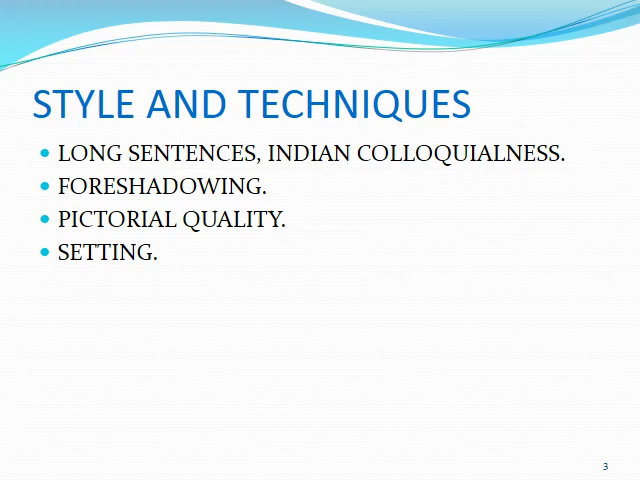 STYLE AND TECHNIQUES
• LONG SENTENCES, INDIAN COLLOQUIALNESS.
• FORESHADOWING.
• PICTORIAL QUALITY.
• SETTING.
3